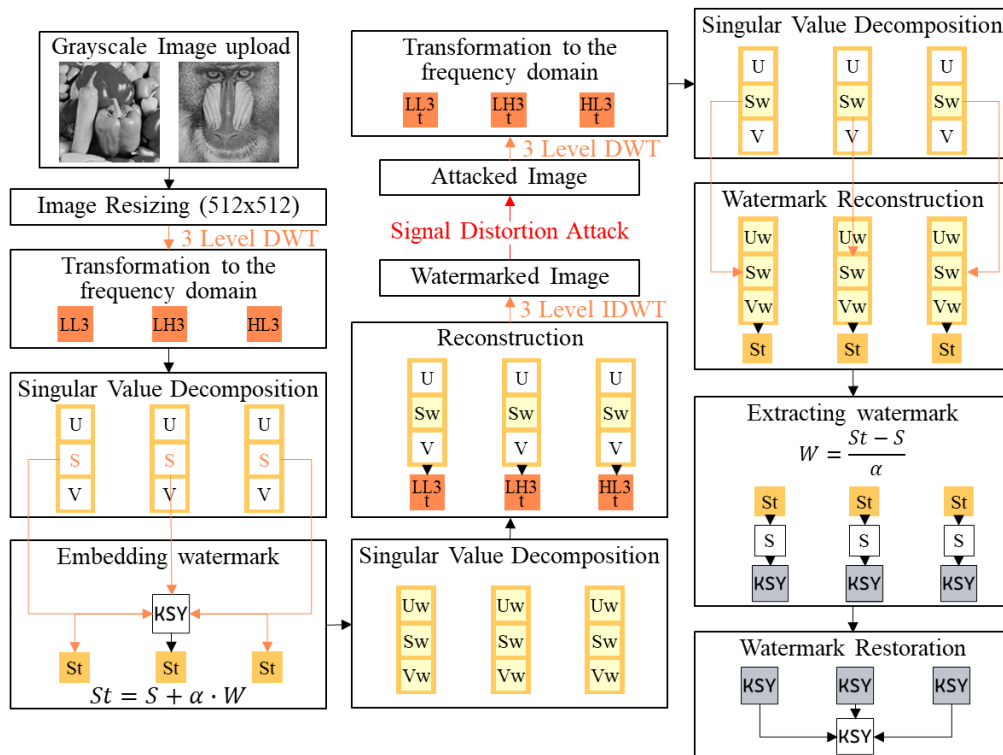 Grayscale Image upload
Image Resizing (512x512)
3 Level DWT
Transformation to the
frequency domain
LL3 LH3 HL3
Singular Value Decomposition
U U U
S S S
V V V
Embedding watermark
KSY
St St St
St = S + α · W
Singular Value Decomposition
Uw Uw Uw
Sw Sw Sw
Vw Vw Vw
Reconstruction
U U U
Sw Sw Sw
V V V
LL3 LH3 HL3
t t t
3 Level IDWT
Watermarked Image
Signal Distortion Attack
Attacked Image
3 Level DWT
Transformation to the
frequency domain
LL3 LH3 HL3
t t t
Singular Value Decomposition
U U U
Sw Sw Sw
V V V
Watermark Reconstruction
Uw Uw Uw
Sw Sw Sw
Vw Vw Vw
St St St
Extracting watermark
W = (St − S) / α
St St St
S S S
KSY KSY KSY
Watermark Restoration
KSY KSY KSY
KSY